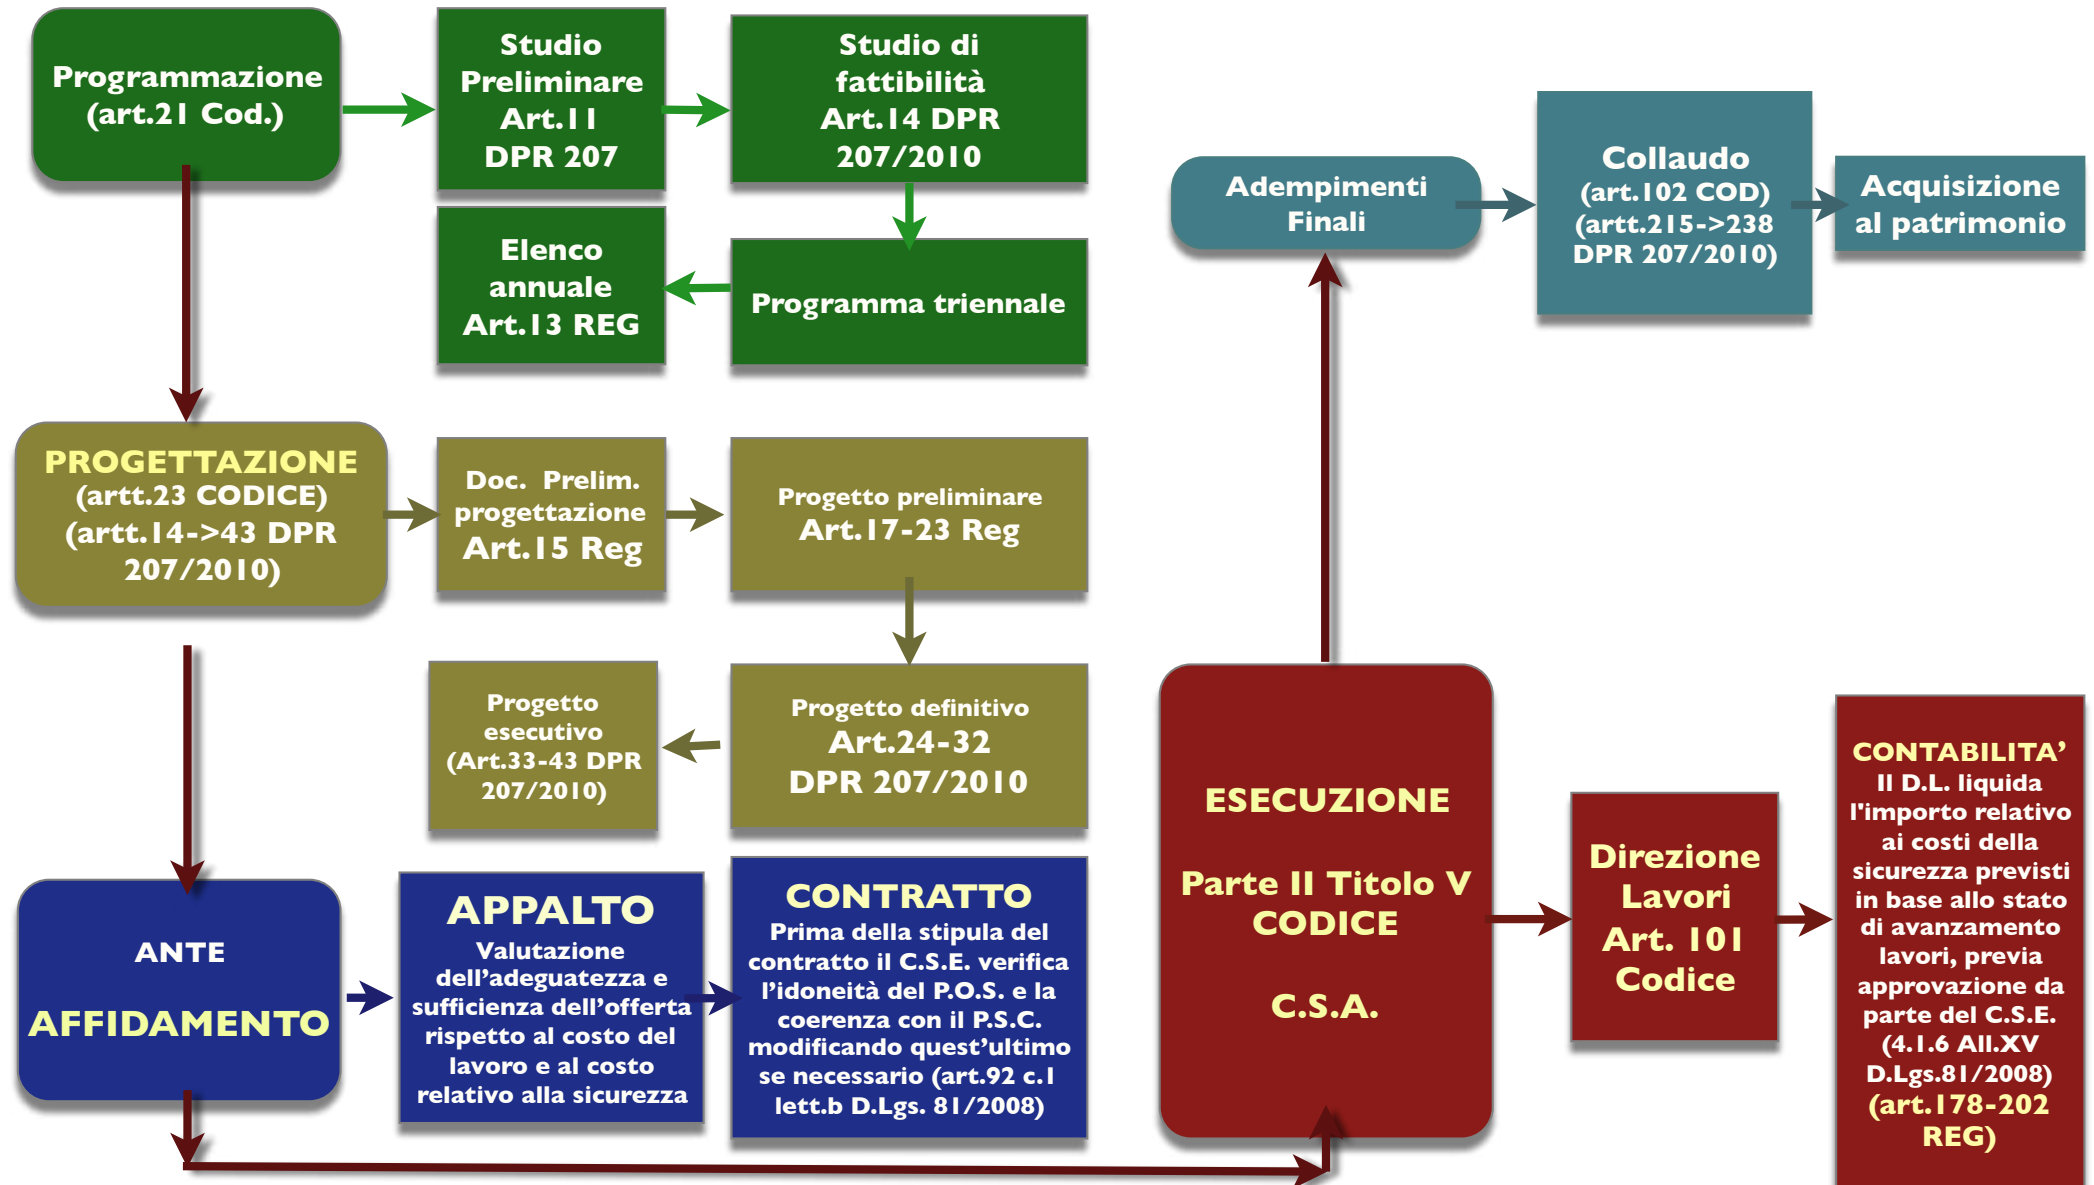 Programmazione
(art.21 Cod.)
Studio
Preliminare
Art.11
DPR 207
Studio di
fattibilità
Art.14 DPR
207/2010
Elenco
annuale
Art.13 REG
Programma triennale
PROGETTAZIONE
(artt.23 CODICE)
(artt.14->43 DPR
207/2010)
Doc. Prelim.
progettazione
Art.15 Reg
Progetto preliminare
Art.17-23 Reg
Progetto
esecutivo
(Art.33-43 DPR
207/2010)
Progetto definitivo
Art.24-32
DPR 207/2010
ANTE
AFFIDAMENTO
APPALTO
Valutazione
dell’adeguatezza e
sufficienza dell’offerta
rispetto al costo del
lavoro e al costo
relativo alla sicurezza
CONTRATTO
Prima della stipula del
contratto il C.S.E. verifica
l’idoneità del P.O.S. e la
coerenza con il P.S.C.
modificando quest’ultimo
se necessario (art.92 c.1
lett.b D.Lgs. 81/2008)
Adempimenti
Finali
Collaudo
(art.102 COD)
(artt.215->238
DPR 207/2010)
Acquisizione
al patrimonio
ESECUZIONE
Parte II Titolo V
CODICE
C.S.A.
Direzione
Lavori
Art. 101
Codice
CONTABILITA’
Il D.L. liquida
l'importo relativo
ai costi della
sicurezza previsti
in base allo stato
di avanzamento
lavori, previa
approvazione da
parte del C.S.E.
(4.1.6 All.XV
D.Lgs.81/2008)
(art.178-202
REG)